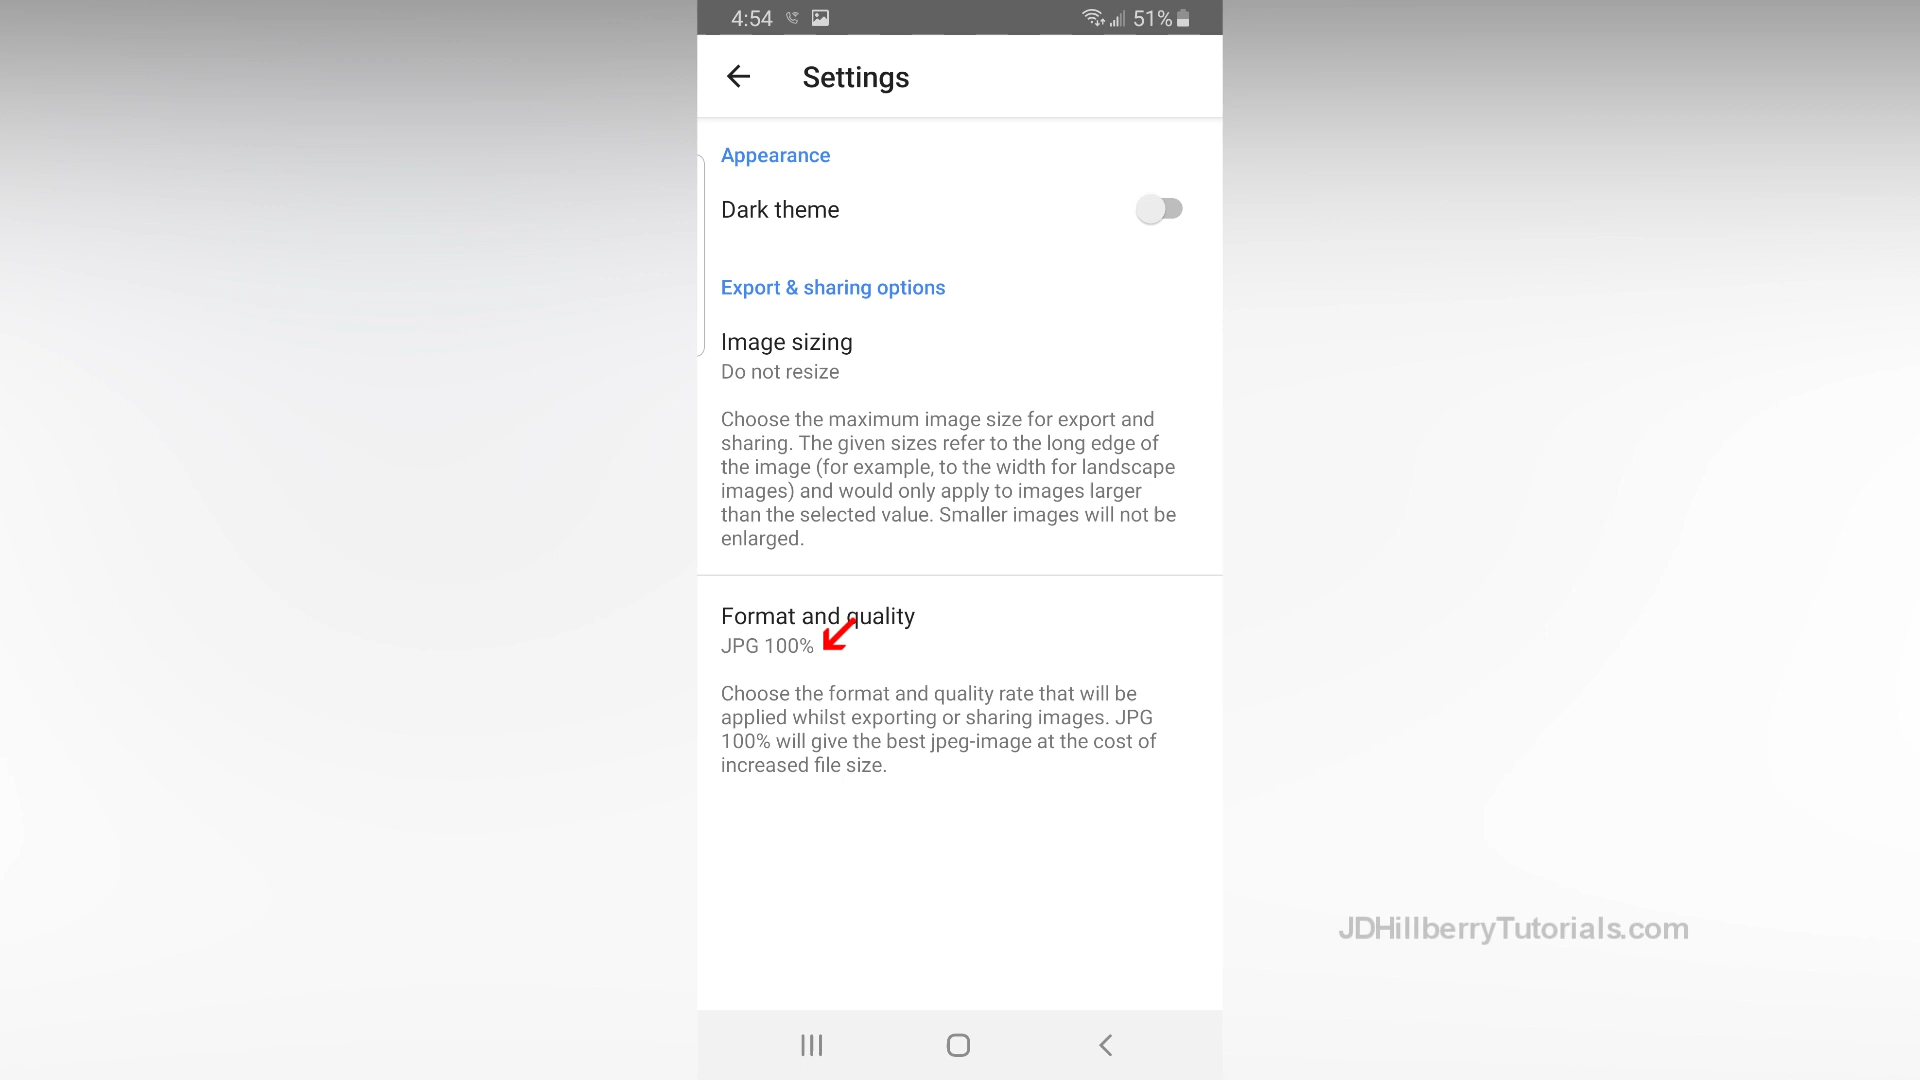 4:54
51%
Settings
Appearance
Dark theme
Export & sharing options
Image sizing
Do not resize
Choose the maximum image size for export and
sharing. The given sizes refer to the long edge of
the image (for example, to the width for landscape
images) and would only apply to images larger
than the selected value. Smaller images will not be
enlarged.
Format and quality
JPG 100%
Choose the format and quality rate that will be
applied whilst exporting or sharing images. JPG
100% will give the best jpeg-image at the cost of
increased file size.
JDHillberryTutorials.com